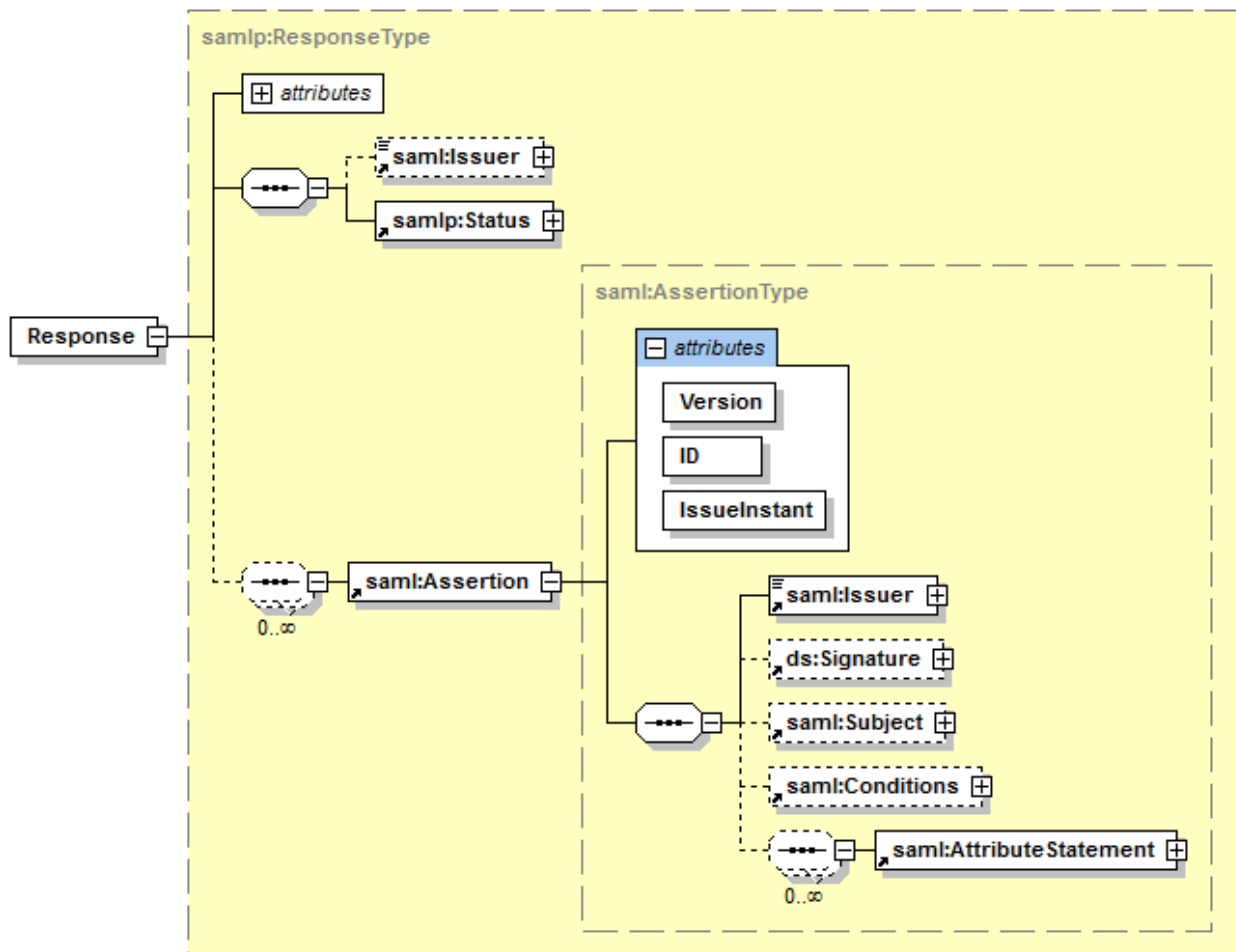 samlp:ResponseType
attributes
saml:Issuer
samlp:Status
saml:AssertionType
attributes
Response
Version
ID
IssueInstant
saml:Assertion
0..∞
saml:Issuer
ds:Signature
saml:Subject
saml:Conditions
saml:AttributeStatement
0..∞